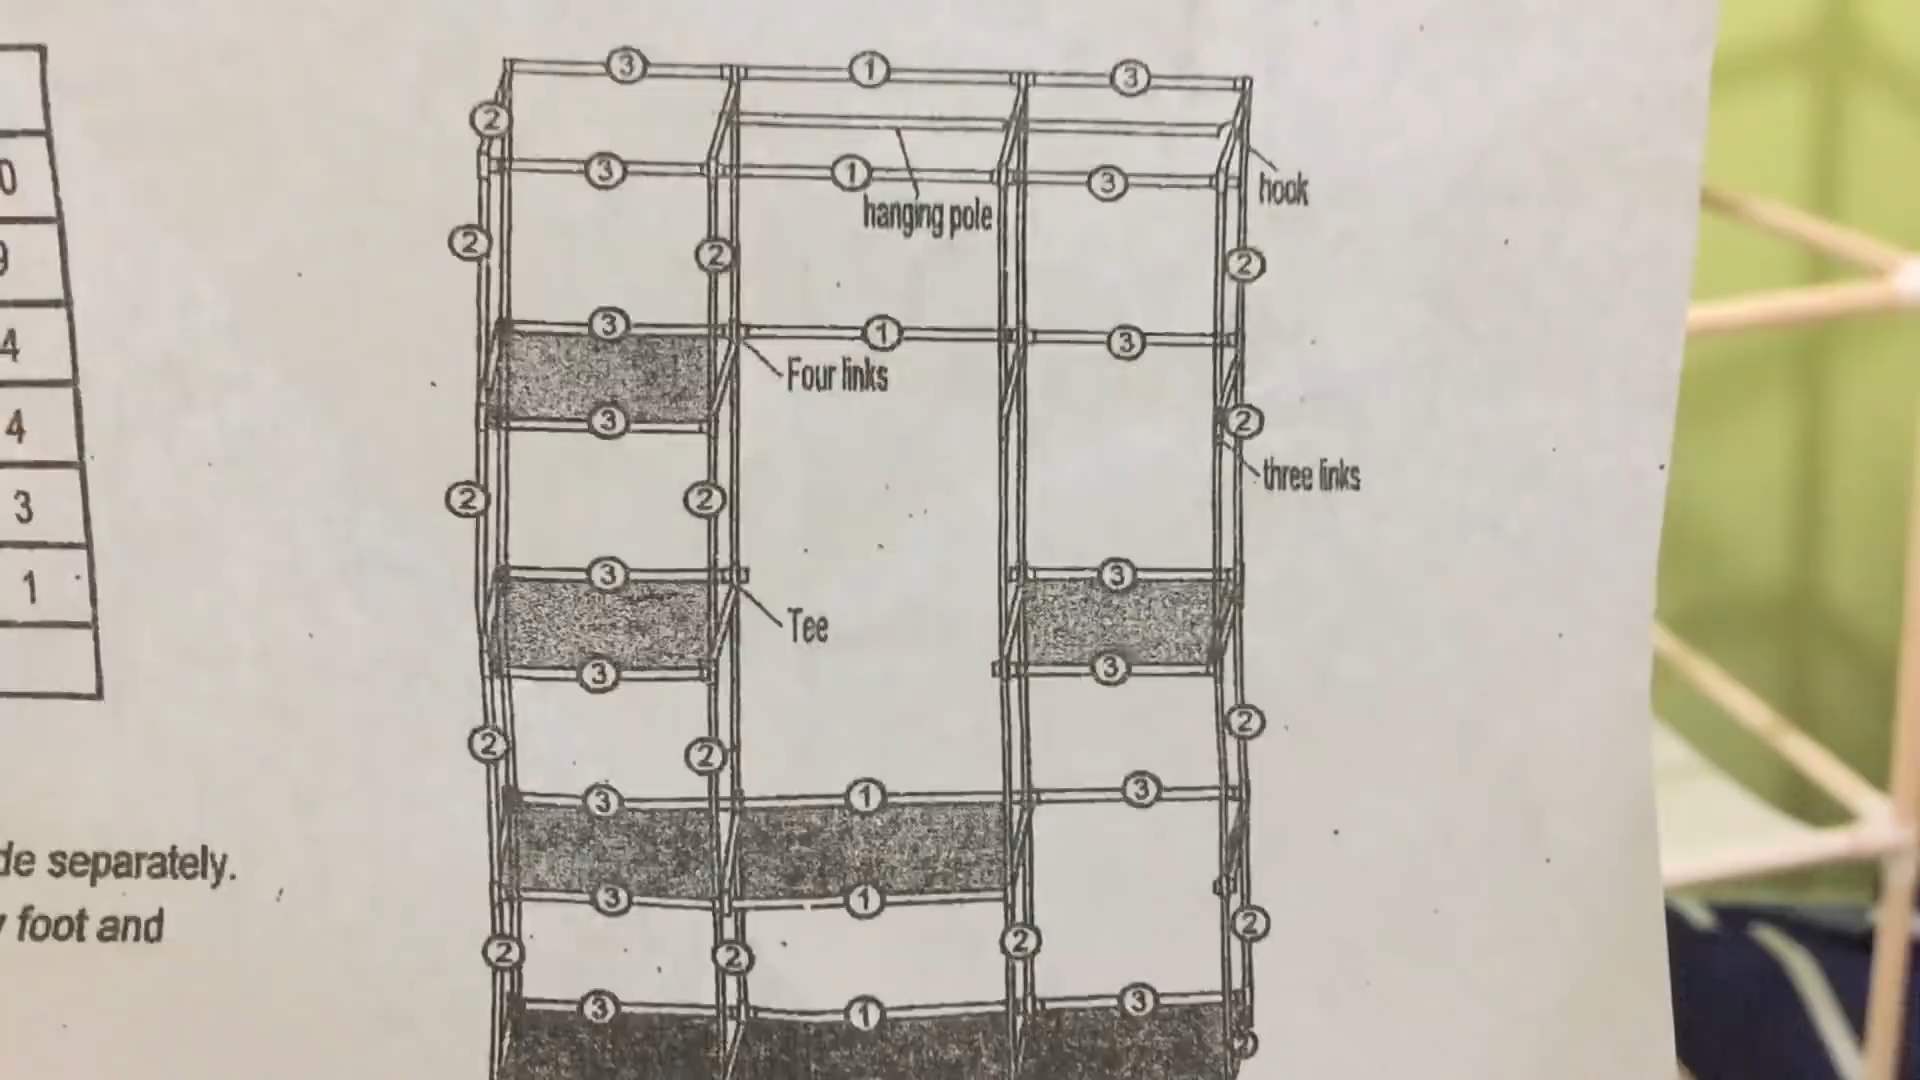 3 1 3
2
3 1 3
hook
hanging pole
2 2 2
3 1 3
Four links
3 2
three links
2 2
3 3
Tee
3 3
2 2 2
3 1 3
3 1
2 2 2 2
3 1 3
2
0
9
4
4
3
1
de separately.
foot and